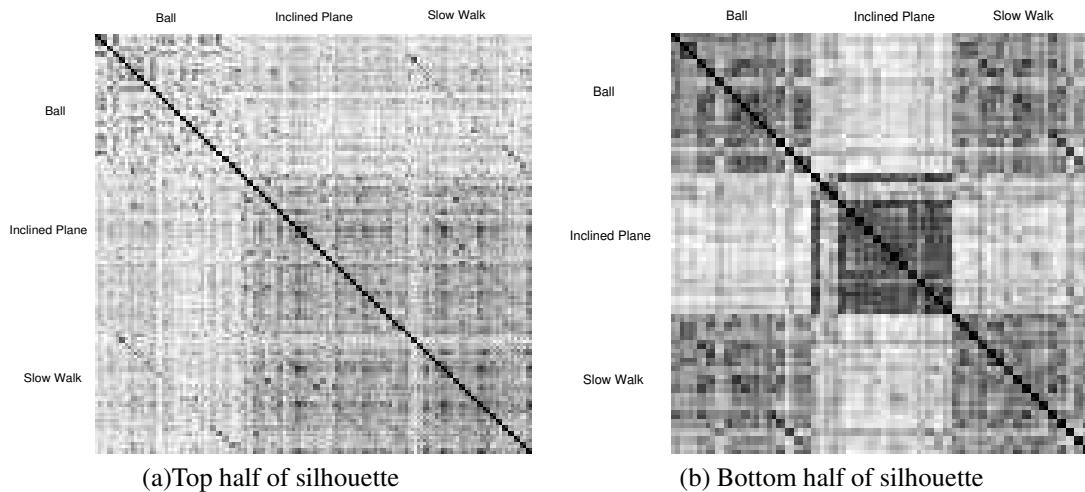 Ball Inclined Plane Slow Walk
Ball
Inclined Plane
Slow Walk
(a)Top half of silhouette
Ball Inclined Plane Slow Walk
Ball
Inclined Plane
Slow Walk
(b) Bottom half of silhouette